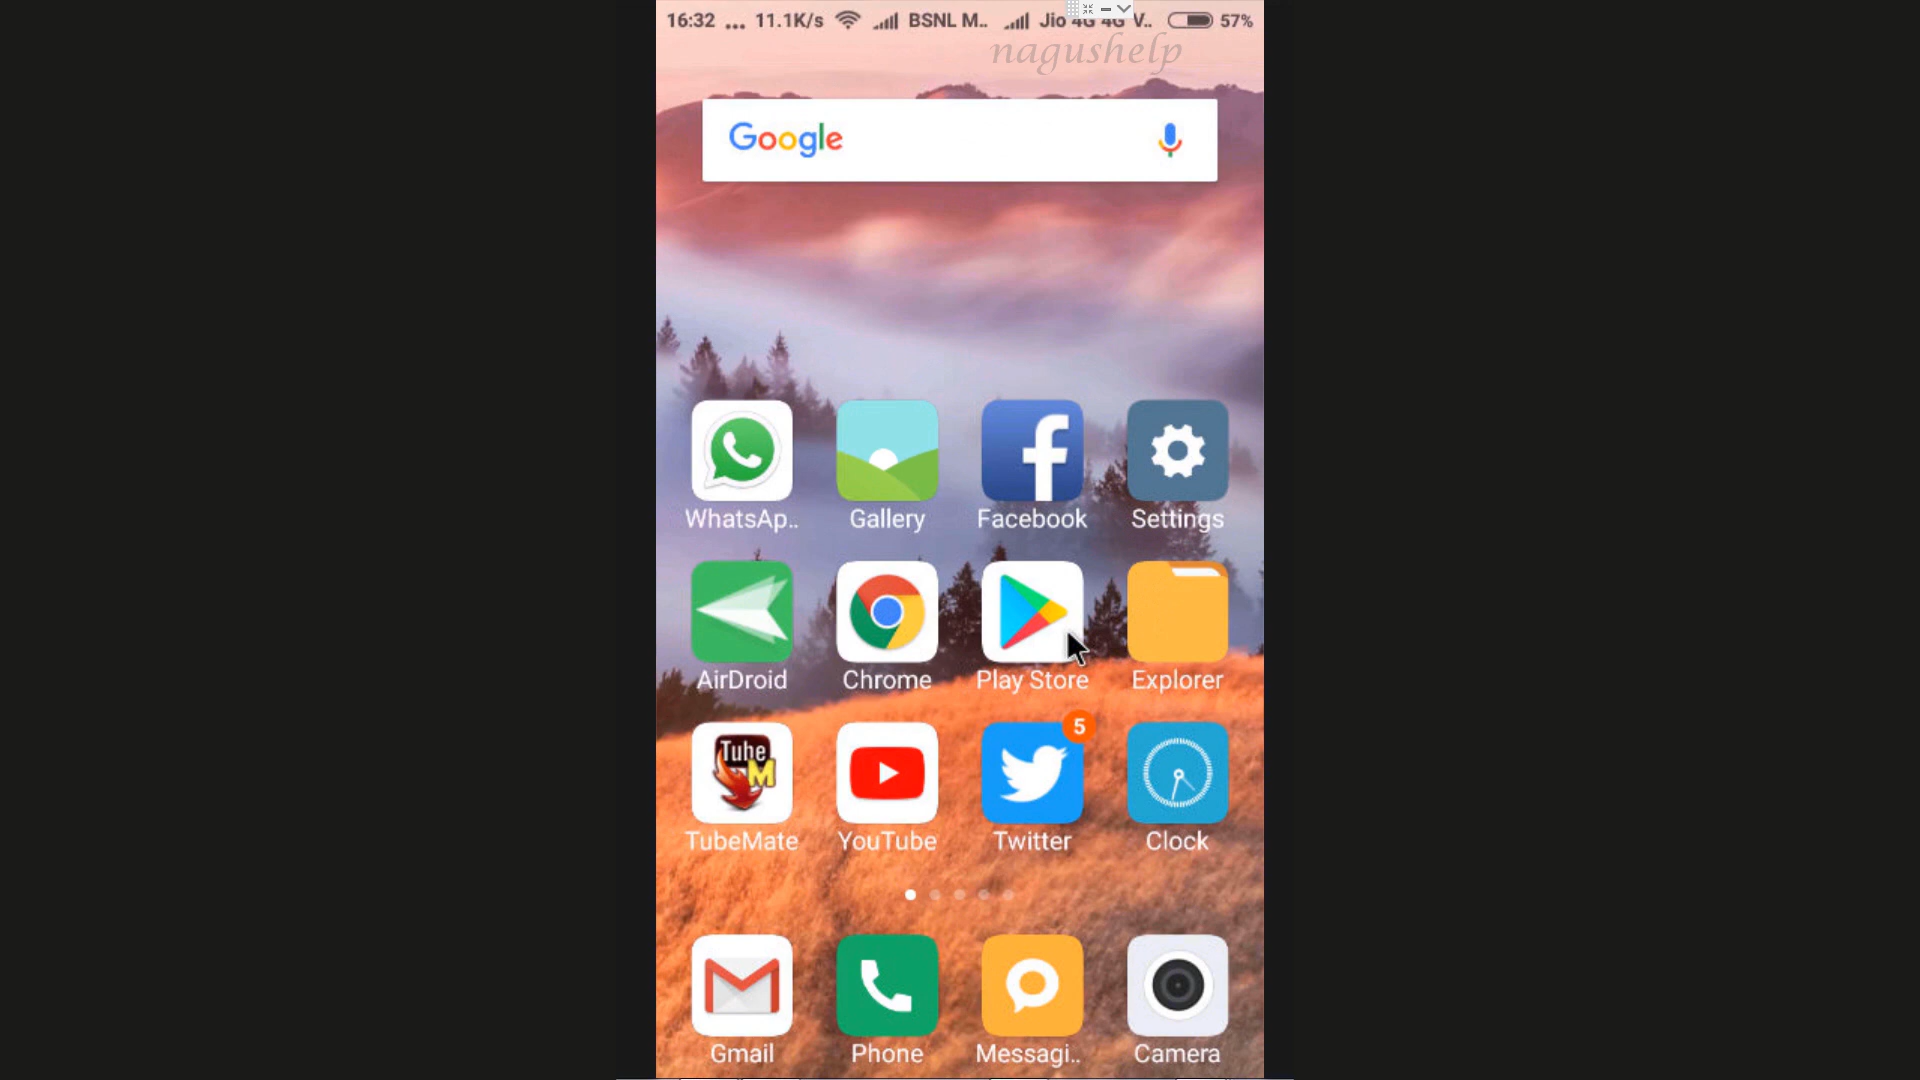 16:32 ... 11.1K/s BSNL M.. Jio 4G 4G V.. 57%
nagushelp
Google
WhatsAp.. Gallery Facebook Settings
AirDroid Chrome Play Store Explorer
Tube
M
5
TubeMate YouTube Twitter Clock
Gmail Phone Messagi.. Camera